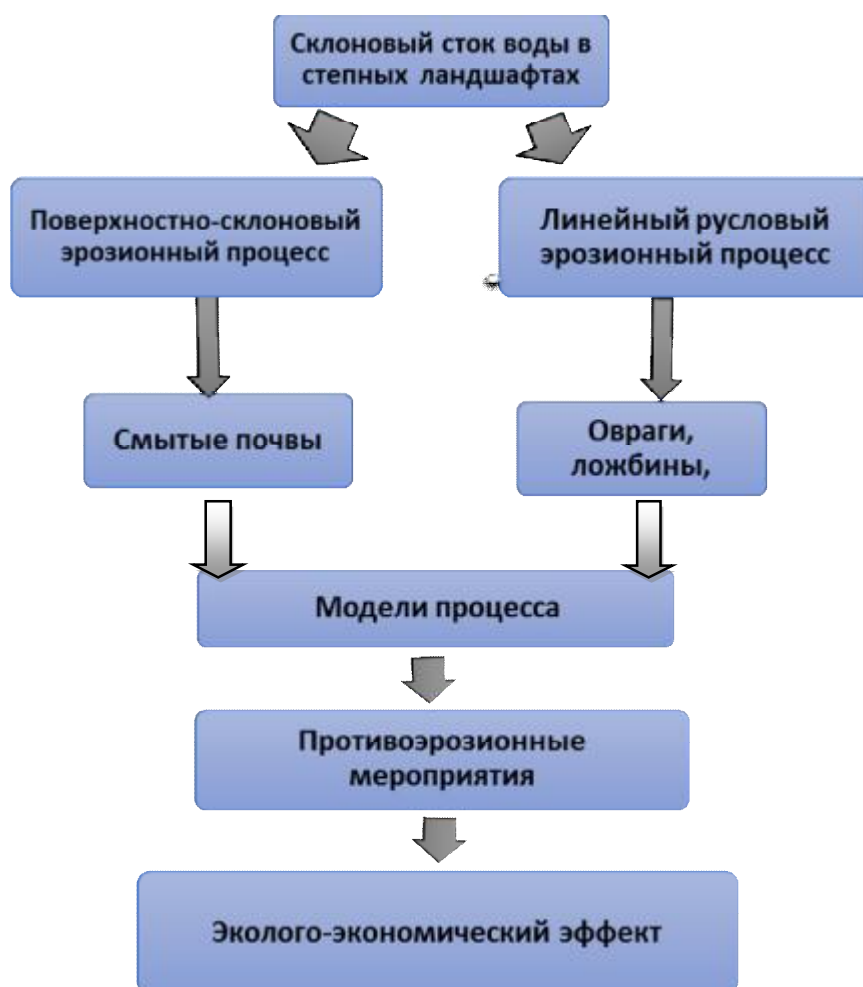 Склоновый сток воды в
степных ландшафтах
Поверхностно-склоновый
эрозионный процесс
Линейный русловый
эрозионный процесс
Смытые почвы
Овраги,
ложбины,
Модели процесса
Противоэрозионные
мероприятия
Эколого-экономический эффект